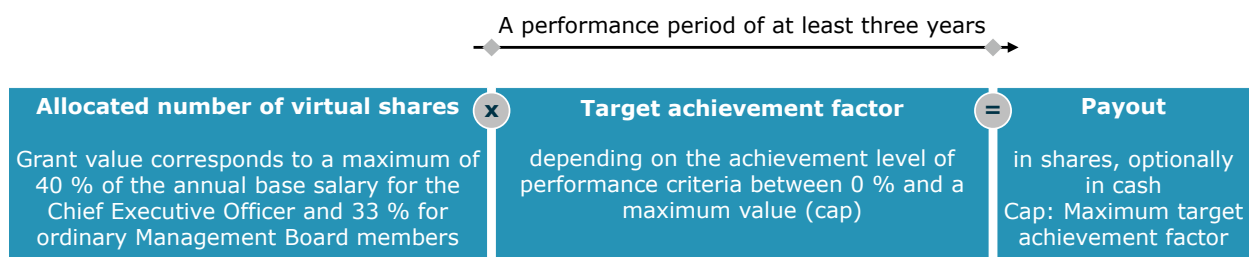 A performance period of at least three years
Allocated number of virtual shares
Grant value corresponds to a maximum of
40 % of the annual base salary for the
Chief Executive Officer and 33 % for
ordinary Management Board members
x
Target achievement factor
depending on the achievement level of
performance criteria between 0 % and a
maximum value (cap)
=
Payout
in shares, optionally
in cash
Cap: Maximum target
achievement factor